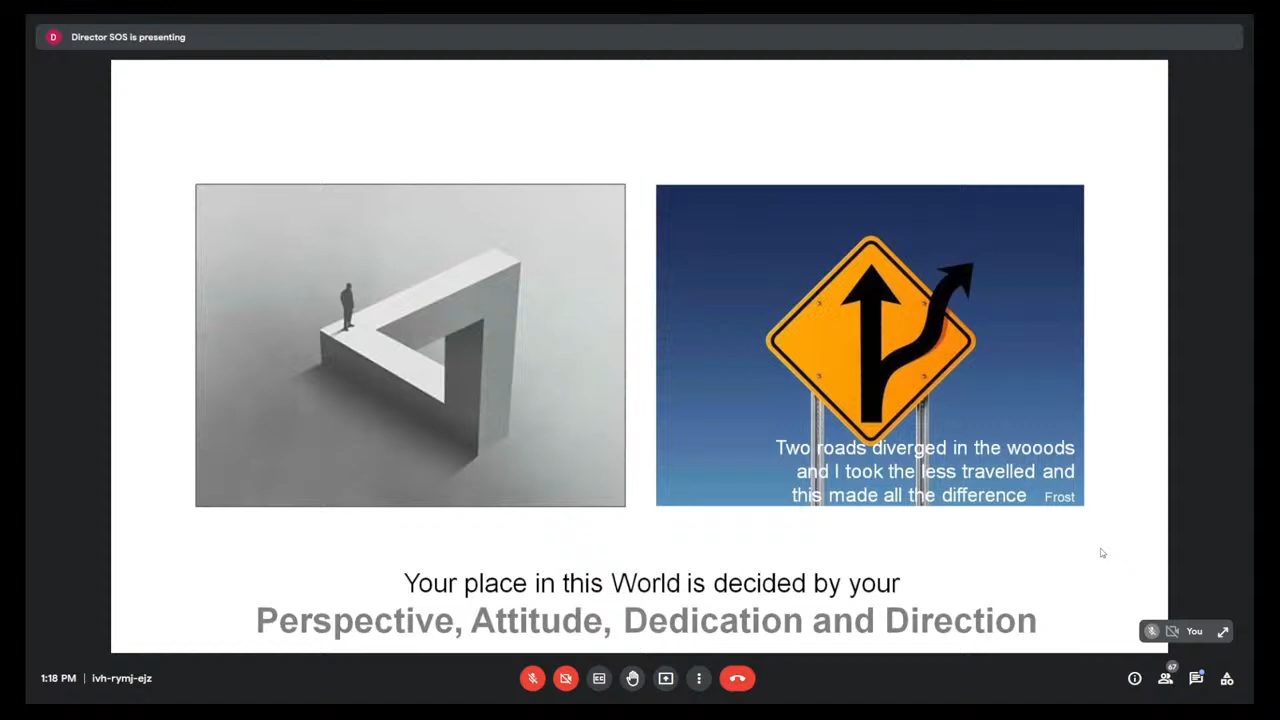 D Director SOS is presenting
Two roads diverged in the wooods
and I took the less travelled and
this made all the difference Frost
Your place in this World is decided by your
Perspective, Attitude, Dedication and Direction
You
1:18 PM | ivh-rymj-ejz
67